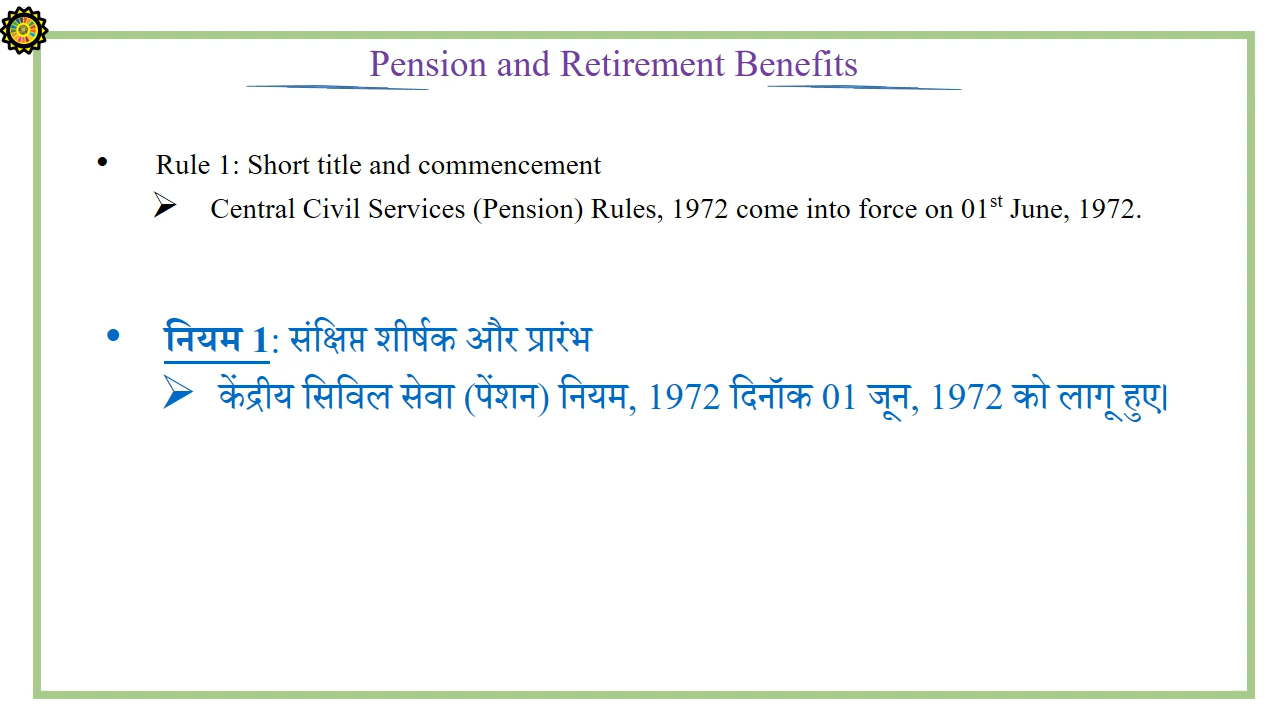 Pension and Retirement Benefits
• Rule 1: Short title and commencement
➢ Central Civil Services (Pension) Rules, 1972 come into force on 01st June, 1972.
• नियम 1: संक्षिप्त शीर्षक और प्रारंभ
➢ केंद्रीय सिविल सेवा (पेंशन) नियम, 1972 दिनॉक 01 जून, 1972 को लागू हुए।